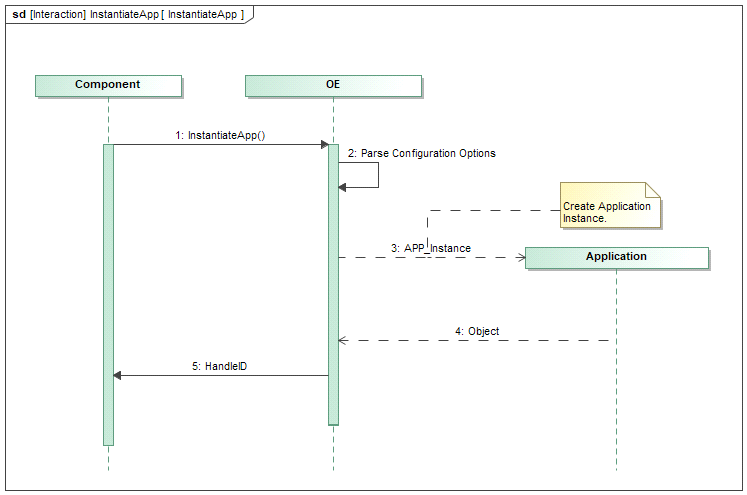 sd [Interaction] InstantiateApp [ InstantiateApp ]
Component
OE
1: InstantiateApp()
2: Parse Configuration Options
Create Application
Instance.
3: APP_Instance
Application
4: Object
5: HandleID